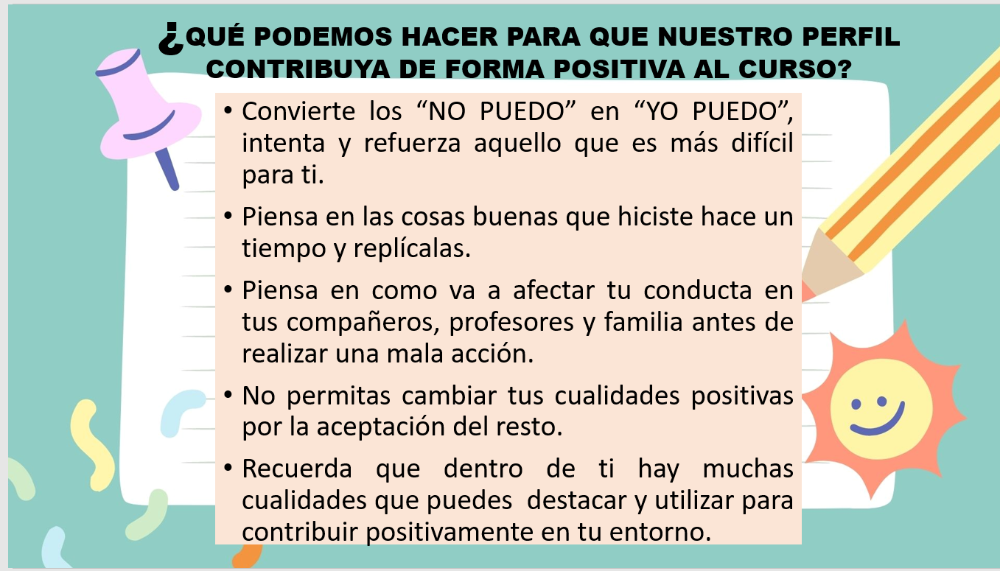 ¿QUÉ PODEMOS HACER PARA QUE NUESTRO PERFIL
CONTRIBUYA DE FORMA POSITIVA AL CURSO?
• Convierte los “NO PUEDO” en “YO PUEDO”,
intenta y refuerza aquello que es más difícil
para ti.
• Piensa en las cosas buenas que hiciste hace un
tiempo y replícalas.
• Piensa en como va a afectar tu conducta en
tus compañeros, profesores y familia antes de
realizar una mala acción.
• No permitas cambiar tus cualidades positivas
por la aceptación del resto.
• Recuerda que dentro de ti hay muchas
cualidades que puedes destacar y utilizar para
contribuir positivamente en tu entorno.